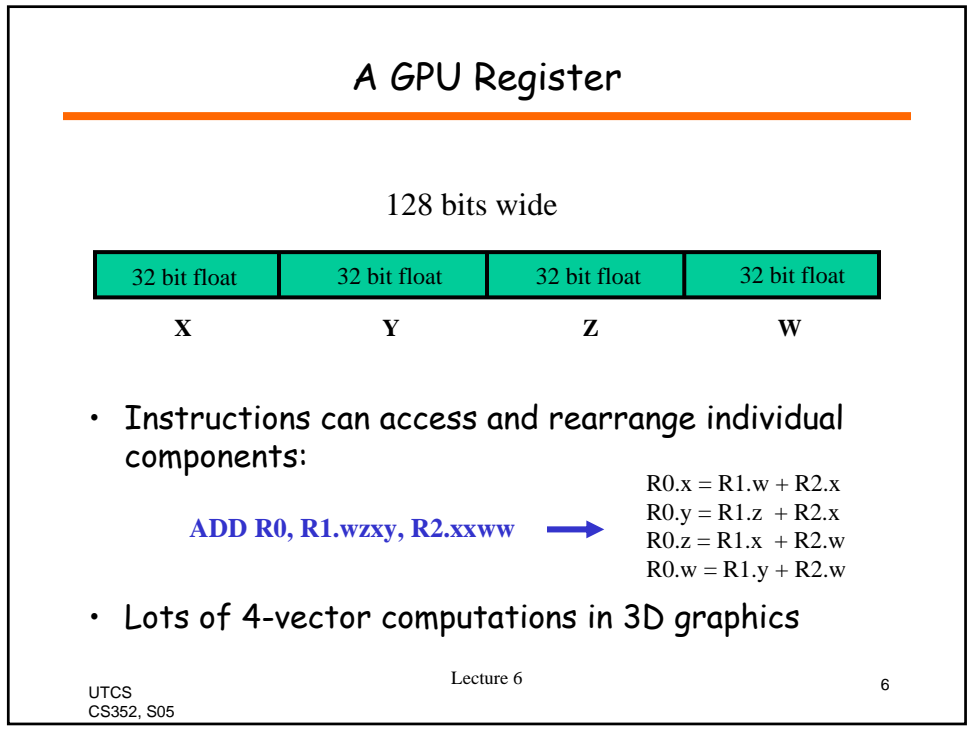 A GPU Register
128 bits wide
32 bit float 32 bit float 32 bit float 32 bit float
X Y Z W
• Instructions can access and rearrange individual
components:
ADD R0, R1.wzxy, R2.xxww
R0.x = R1.w + R2.x
R0.y = R1.z + R2.x
R0.z = R1.x + R2.w
R0.w = R1.y + R2.w
• Lots of 4-vector computations in 3D graphics
UTCS
CS352, S05
Lecture 6
6